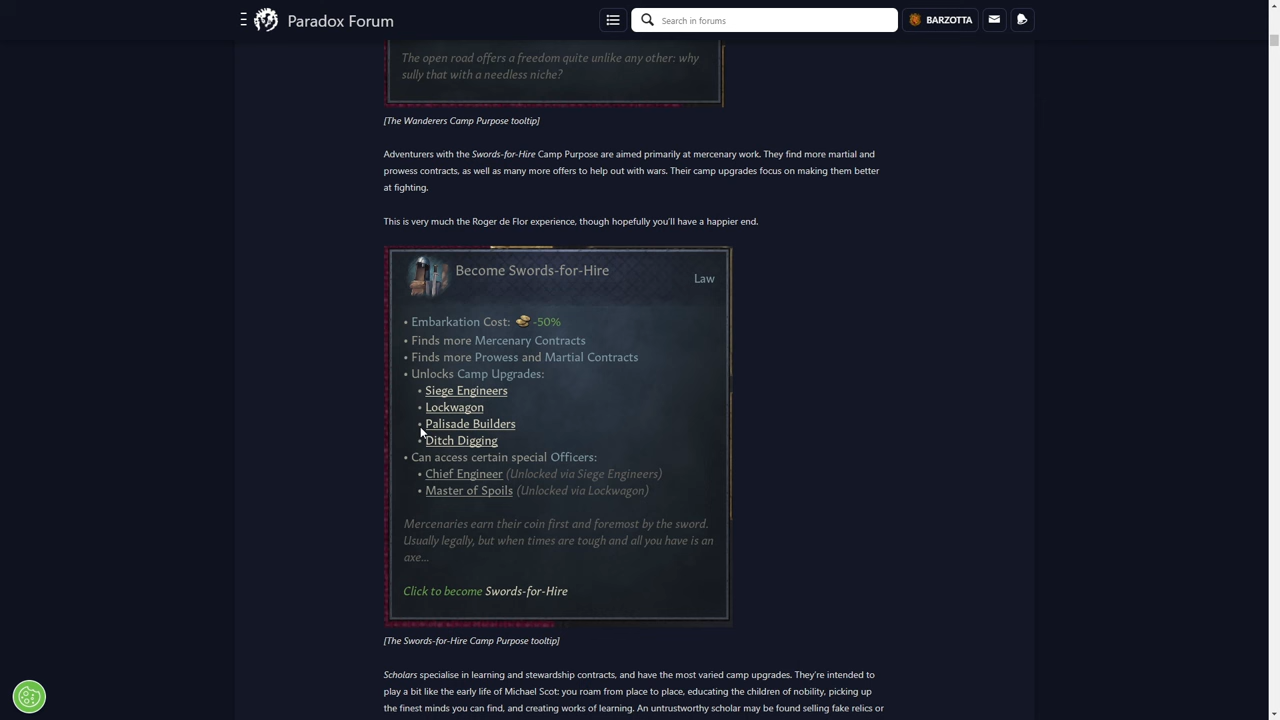 Paradox Forum
Search in forums
BARZOTTA
The open road offers a freedom quite unlike any other: why
sully that with a needless niche?
[The Wanderers Camp Purpose tooltip]
Adventurers with the Swords-for-Hire Camp Purpose are aimed primarily at mercenary work. They find more martial and
prowess contracts, as well as many more offers to help out with wars. Their camp upgrades focus on making them better
at fighting.
This is very much the Roger de Flor experience, though hopefully you'll have a happier end.
Become Swords-for-Hire
Law
• Embarkation Cost: -50%
• Finds more Mercenary Contracts
• Finds more Prowess and Martial Contracts
• Unlocks Camp Upgrades:
• Siege Engineers
• Lockwagon
• Palisade Builders
• Ditch Digging
• Can access certain special Officers:
• Chief Engineer (Unlocked via Siege Engineers)
• Master of Spoils (Unlocked via Lockwagon)
Mercenaries earn their coin first and foremost by the sword.
Usually legally, but when times are tough and all you have is an
axe...
Click to become Swords-for-Hire
[The Swords-for-Hire Camp Purpose tooltip]
Scholars specialise in learning and stewardship contracts, and have the most varied camp upgrades. They're intended to
play a bit like the early life of Michael Scot: you roam from place to place, educating the children of nobility, picking up
the finest minds you can find, and creating works of learning. An untrustworthy scholar may be found selling fake relics or